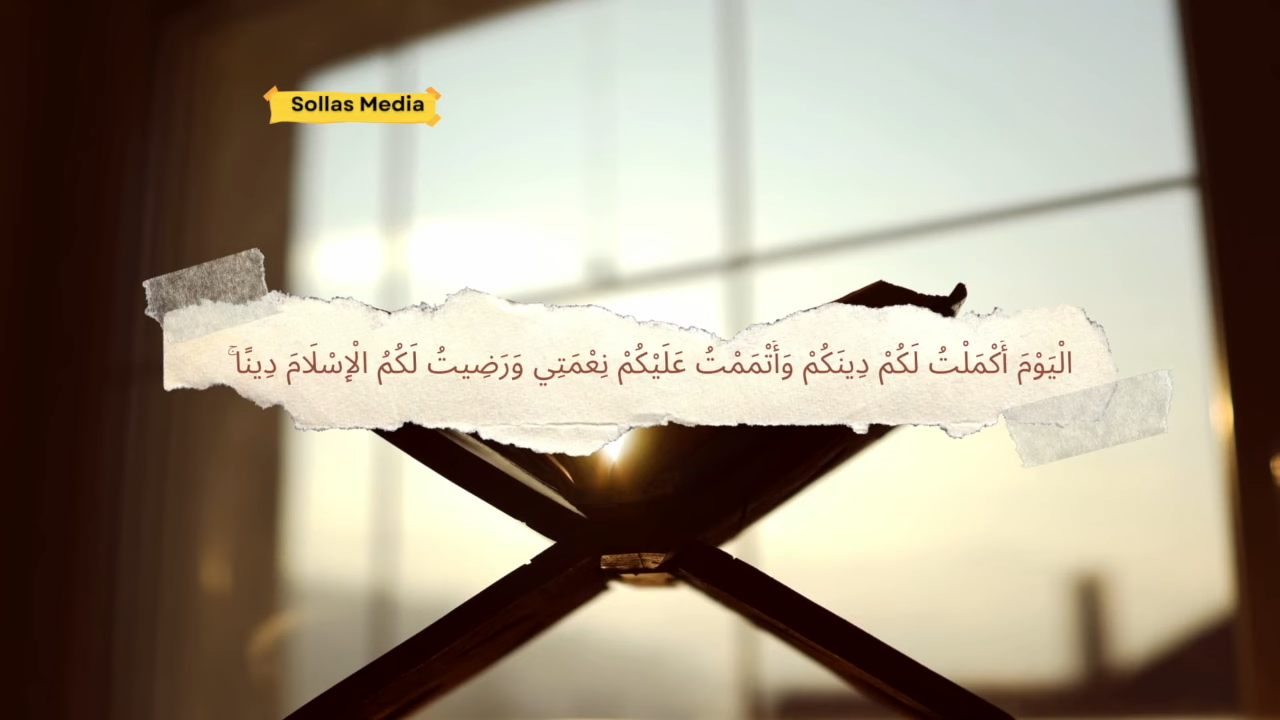 Sollas Media
الْيَوْمَ أَكْمَلْتُ لَكُمْ دِينَكُمْ وَأَتْمَمْتُ عَلَيْكُمْ نِعْمَتِي وَرَضِيتُ لَكُمُ الْإِسْلَامَ دِينًا ۚ